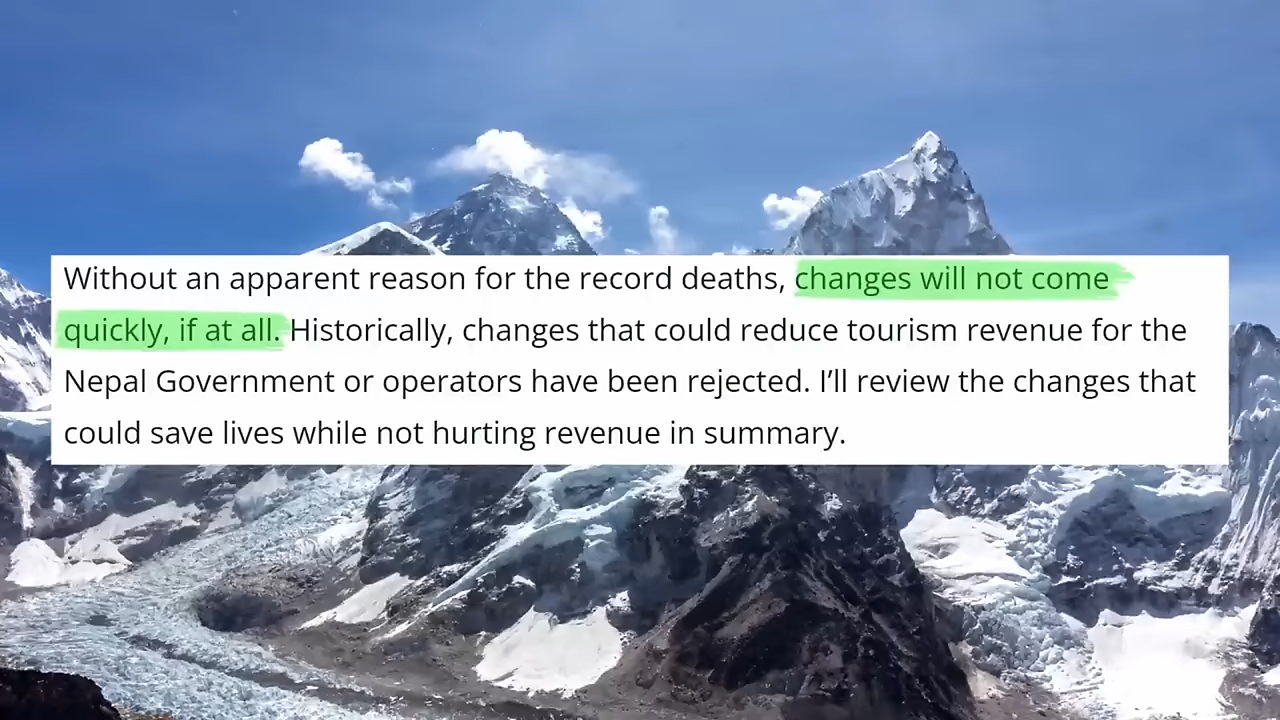 Without an apparent reason for the record deaths, changes will not come
quickly, if at all. Historically, changes that could reduce tourism revenue for the
Nepal Government or operators have been rejected. I’ll review the changes that
could save lives while not hurting revenue in summary.